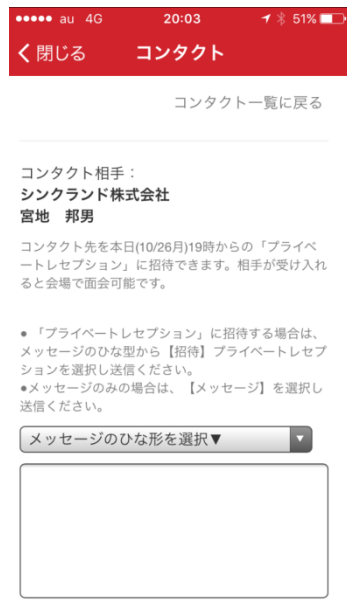 ●●●●● au 4G 20:03 51%
閉じる コンタクト
コンタクト一覧に戻る
コンタクト相手：
シンクランド株式会社
宮地 邦男
コンタクト先を本日(10/26月)19時からの「プライベ
ートレセプション」に招待できます。相手が受け入れ
ると会場で面会可能です。
● 「プライベートレセプション」に招待する場合は、
メッセージのひな型から【招待】プライベートレセプ
ションを選択し送信ください。
●メッセージのみの場合は、【メッセージ】を選択し
送信ください。
メッセージのひな形を選択▼